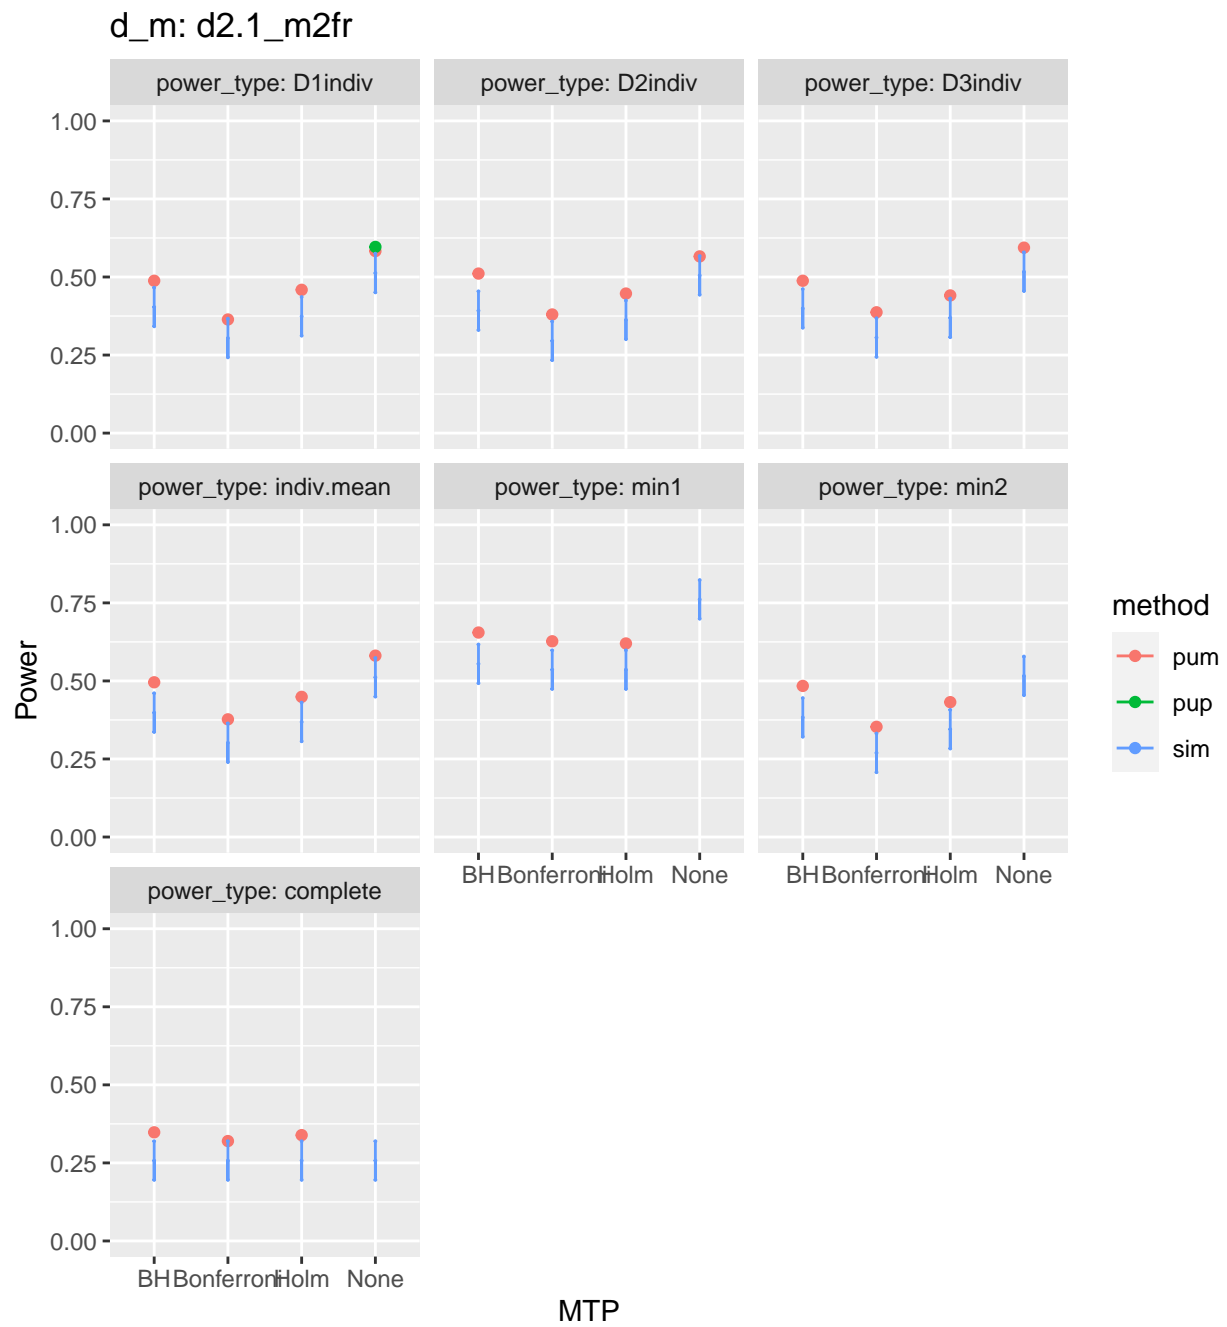 d_m: d2.1_m2fr
power_type: D1indiv power_type: D2indiv power_type: D3indiv
1.00
0.75
0.50
0.25
0.00
power_type: indiv.mean power_type: min1 power_type: min2
1.00
0.75
0.50
0.25
0.00
BH Bonferroni Holm None BH Bonferroni Holm None
power_type: complete
1.00
0.75
0.50
0.25
0.00
BH Bonferroni Holm None
MTP
Power
method
pum
pup
sim